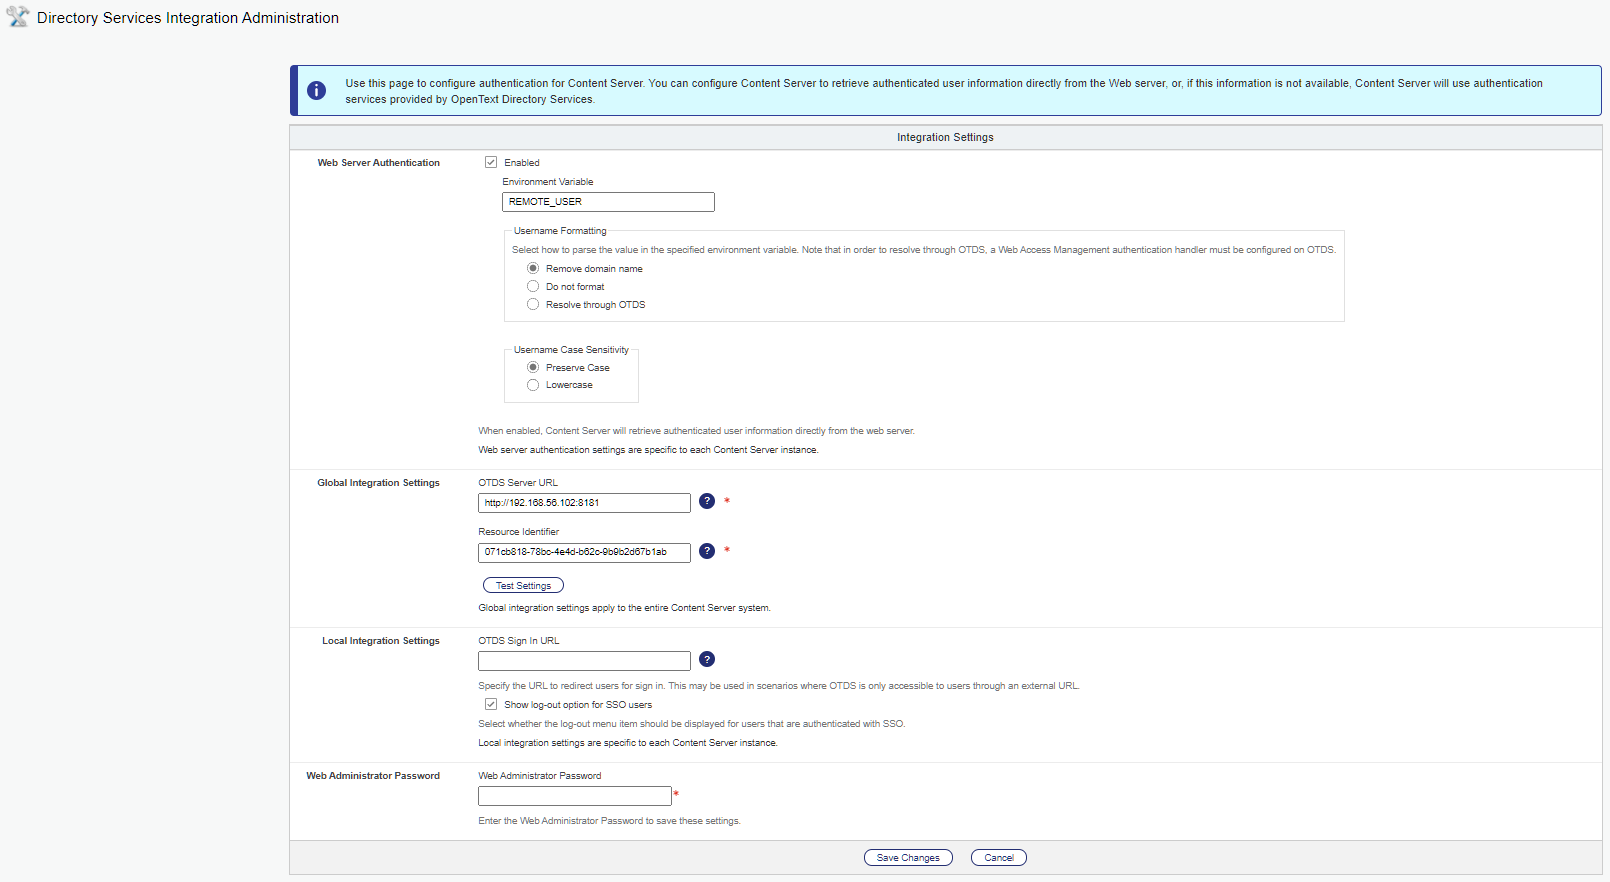 Directory Services Integration Administration
Use this page to configure authentication for Content Server. You can configure Content Server to retrieve authenticated user information directly from the Web server, or, if this information is not available, Content Server will use authentication
services provided by OpenText Directory Services.
Integration Settings
Web Server Authentication
Enabled
Environment Variable
REMOTE_USER
Username Formatting
Select how to parse the value in the specified environment variable. Note that in order to resolve through OTDS, a Web Access Management authentication handler must be configured on OTDS.
Remove domain name
Do not format
Resolve through OTDS
Username Case Sensitivity
Preserve Case
Lowercase
When enabled, Content Server will retrieve authenticated user information directly from the web server.
Web server authentication settings are specific to each Content Server instance.
Global Integration Settings
OTDS Server URL
http://192.168.56.102:8181 ? *
Resource Identifier
071cb818-78bc-4e4d-b62c-9b9b2d67b1ab ? *
Test Settings
Global integration settings apply to the entire Content Server system.
Local Integration Settings
OTDS Sign In URL
?
Specify the URL to redirect users for sign in. This may be used in scenarios where OTDS is only accessible to users through an external URL.
Show log-out option for SSO users
Select whether the log-out menu item should be displayed for users that are authenticated with SSO.
Local integration settings are specific to each Content Server instance.
Web Administrator Password
Web Administrator Password
*
Enter the Web Administrator Password to save these settings.
Save Changes
Cancel